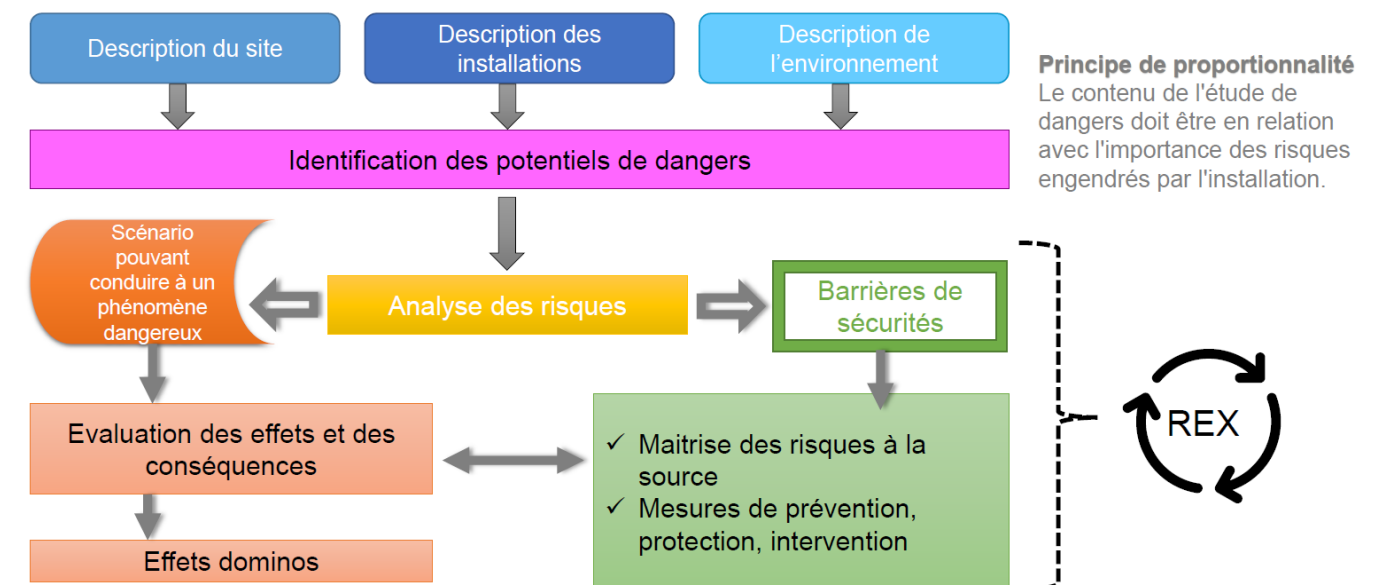 Description du site
Description des
installations
Description de
l'environnement
Principe de proportionnalité
Le contenu de l'étude de
dangers doit être en relation
avec l'importance des risques
engendrés par l'installation.
Identification des potentiels de dangers
Scénario
pouvant
conduire à un
phénomène
dangereux
Analyse des risques
Barrières de
sécurités
Evaluation des effets et des
conséquences
✓ Maitrise des risques à la
source
✓ Mesures de prévention,
protection, intervention
REX
Effets dominos